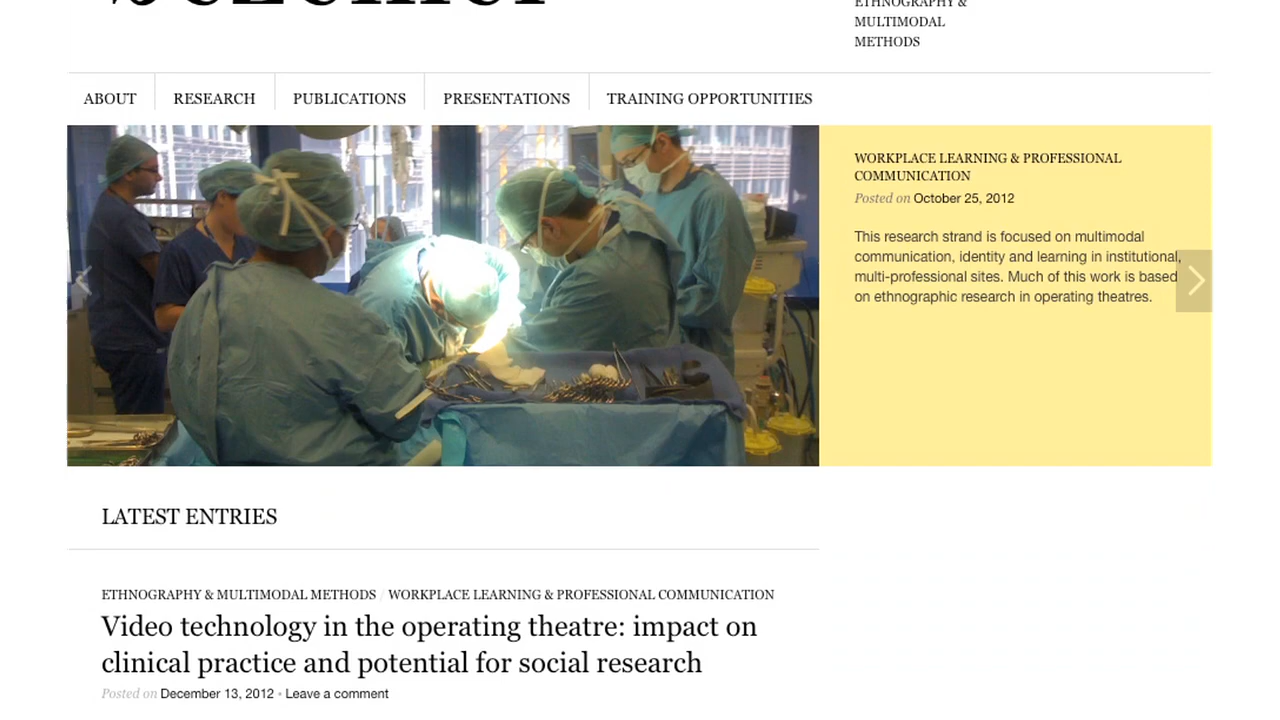 ETHNOGRAPHY &
MULTIMODAL
METHODS
ABOUT
RESEARCH
PUBLICATIONS
PRESENTATIONS
TRAINING OPPORTUNITIES
WORKPLACE LEARNING & PROFESSIONAL
COMMUNICATION
Posted on October 25, 2012
This research strand is focused on multimodal
communication, identity and learning in institutional,
multi-professional sites. Much of this work is based
on ethnographic research in operating theatres.
LATEST ENTRIES
ETHNOGRAPHY & MULTIMODAL METHODS / WORKPLACE LEARNING & PROFESSIONAL COMMUNICATION
Video technology in the operating theatre: impact on
clinical practice and potential for social research
Posted on December 13, 2012 • Leave a comment